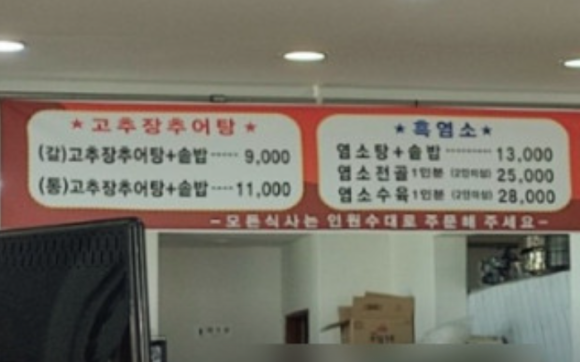 ★고추장추어탕★
(갈)고추장추어탕+솥밥····· 9,000
(통)고추장추어탕+솥밥···· 11,000
★흑염소★
염소탕+솥밥 ········· 13,000
염소전골1인분 (2인이상) 25,000
염소수육1인분 (2인이상) 28,000
-모든식사는 인원수대로 주문해 주세요-